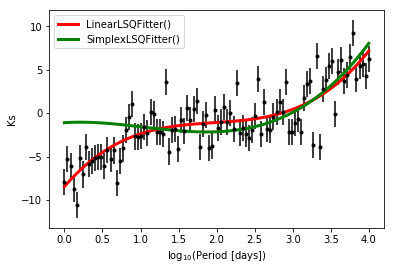 LinearLSQFitter()
SimplexLSQFitter()
10
5
0
−5
−10
Ks
0.0 0.5 1.0 1.5 2.0 2.5 3.0 3.5 4.0
log₁₀(Period [days])